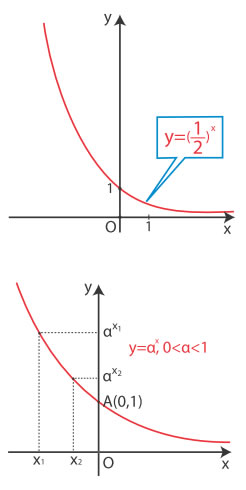 y
y=(1/2)^x
1
O
1
x
y
α^x₁
y=α^x, 0<α<1
α^x₂
A(0,1)
x₁
x₂
O
x